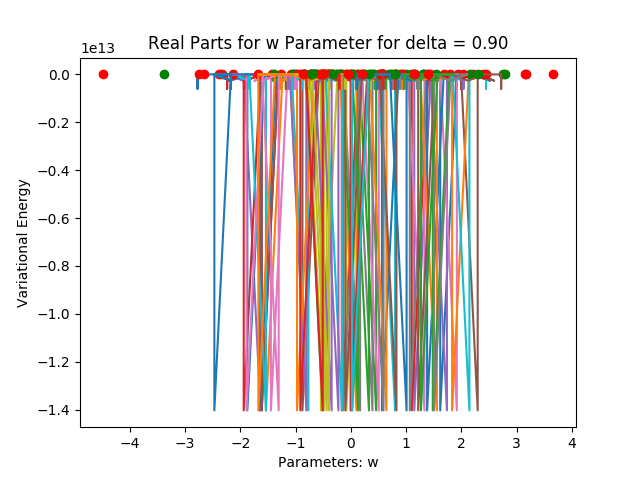 Real Parts for w Parameter for delta = 0.90
1e13
0.0
−0.2
−0.4
−0.6
−0.8
−1.0
−1.2
−1.4
Variational Energy
−4 −3 −2 −1 0 1 2 3 4
Parameters: w